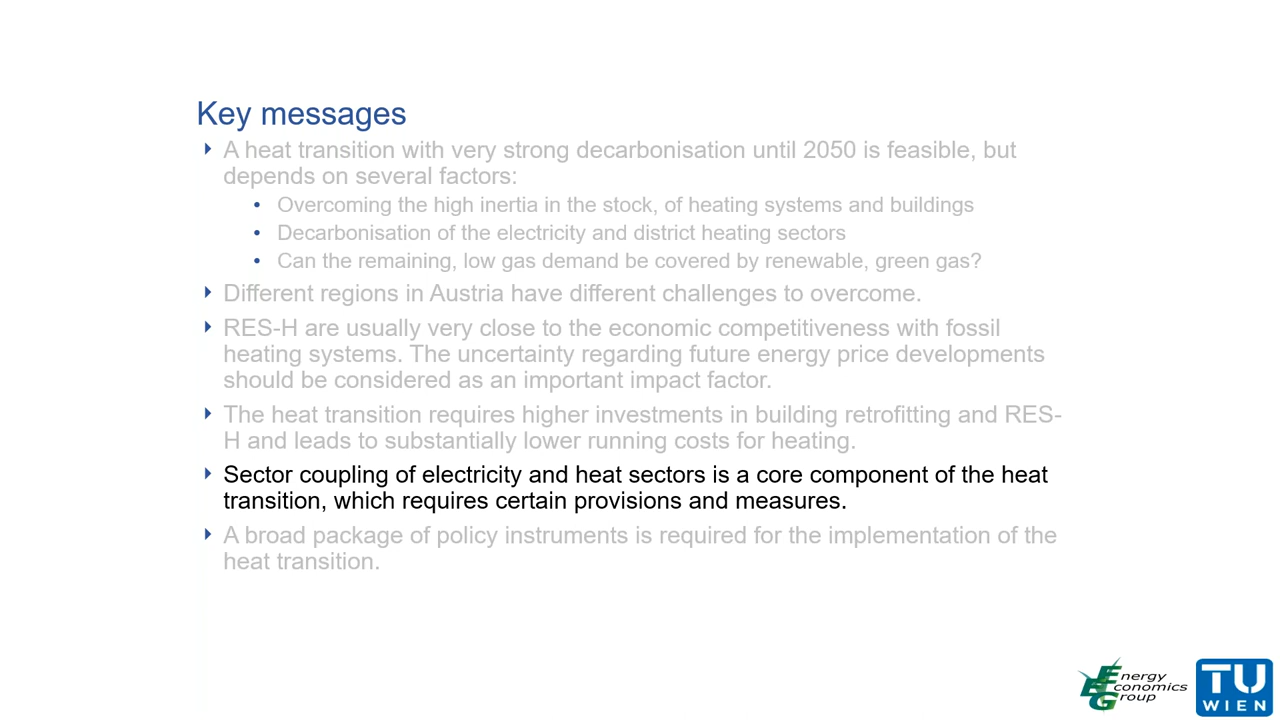 Key messages
A heat transition with very strong decarbonisation until 2050 is feasible, but
depends on several factors:
• Overcoming the high inertia in the stock, of heating systems and buildings
• Decarbonisation of the electricity and district heating sectors
• Can the remaining, low gas demand be covered by renewable, green gas?
Different regions in Austria have different challenges to overcome.
RES-H are usually very close to the economic competitiveness with fossil
heating systems. The uncertainty regarding future energy price developments
should be considered as an important impact factor.
The heat transition requires higher investments in building retrofitting and RES-
H and leads to substantially lower running costs for heating.
Sector coupling of electricity and heat sectors is a core component of the heat
transition, which requires certain provisions and measures.
A broad package of policy instruments is required for the implementation of the
heat transition.
Energy
Economics
Group
TU
WIEN